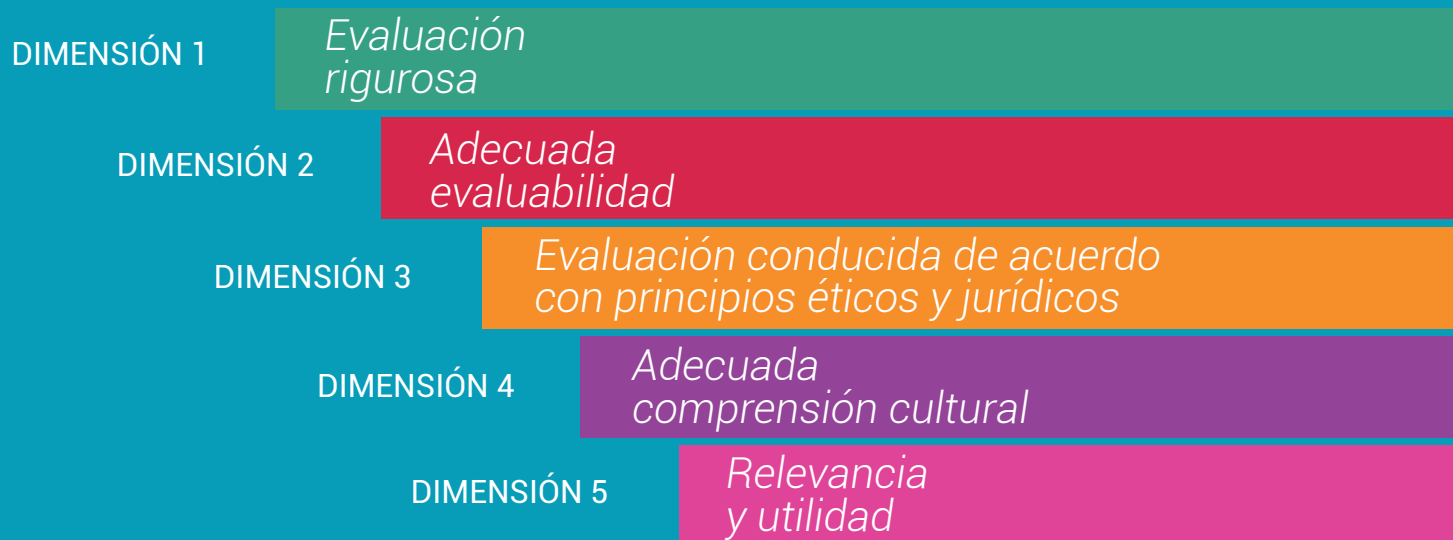 DIMENSIÓN 1
Evaluación
rigurosa
DIMENSIÓN 2
Adecuada
evaluabilidad
DIMENSIÓN 3
Evaluación conducida de acuerdo
con principios éticos y jurídicos
DIMENSIÓN 4
Adecuada
comprensión cultural
DIMENSIÓN 5
Relevancia
y utilidad